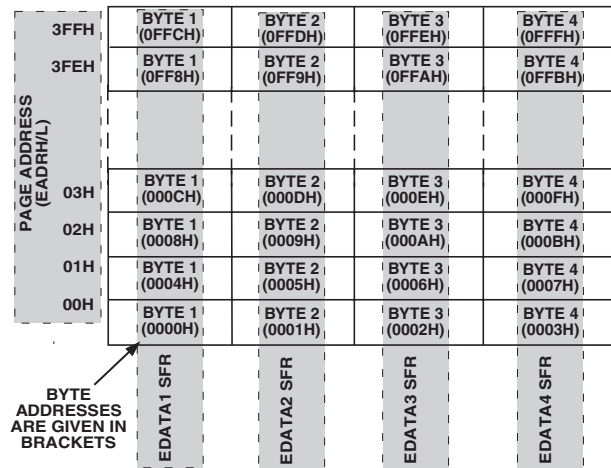 3FFH
BYTE 1
(0FFCH)
BYTE 2
(0FFDH)
BYTE 3
(0FFEH)
BYTE 4
(0FFFH)
3FEH
BYTE 1
(0FF8H)
BYTE 2
(0FF9H)
BYTE 3
(0FFAH)
BYTE 4
(0FFBH)
PAGE ADDRESS
(EADRH/L)
03H
BYTE 1
(000CH)
BYTE 2
(000DH)
BYTE 3
(000EH)
BYTE 4
(000FH)
02H
BYTE 1
(0008H)
BYTE 2
(0009H)
BYTE 3
(000AH)
BYTE 4
(000BH)
01H
BYTE 1
(0004H)
BYTE 2
(0005H)
BYTE 3
(0006H)
BYTE 4
(0007H)
00H
BYTE 1
(0000H)
BYTE 2
(0001H)
BYTE 3
(0002H)
BYTE 4
(0003H)
BYTE
ADDRESSES
ARE GIVEN IN
BRACKETS
EDATA1 SFR
EDATA2 SFR
EDATA3 SFR
EDATA4 SFR